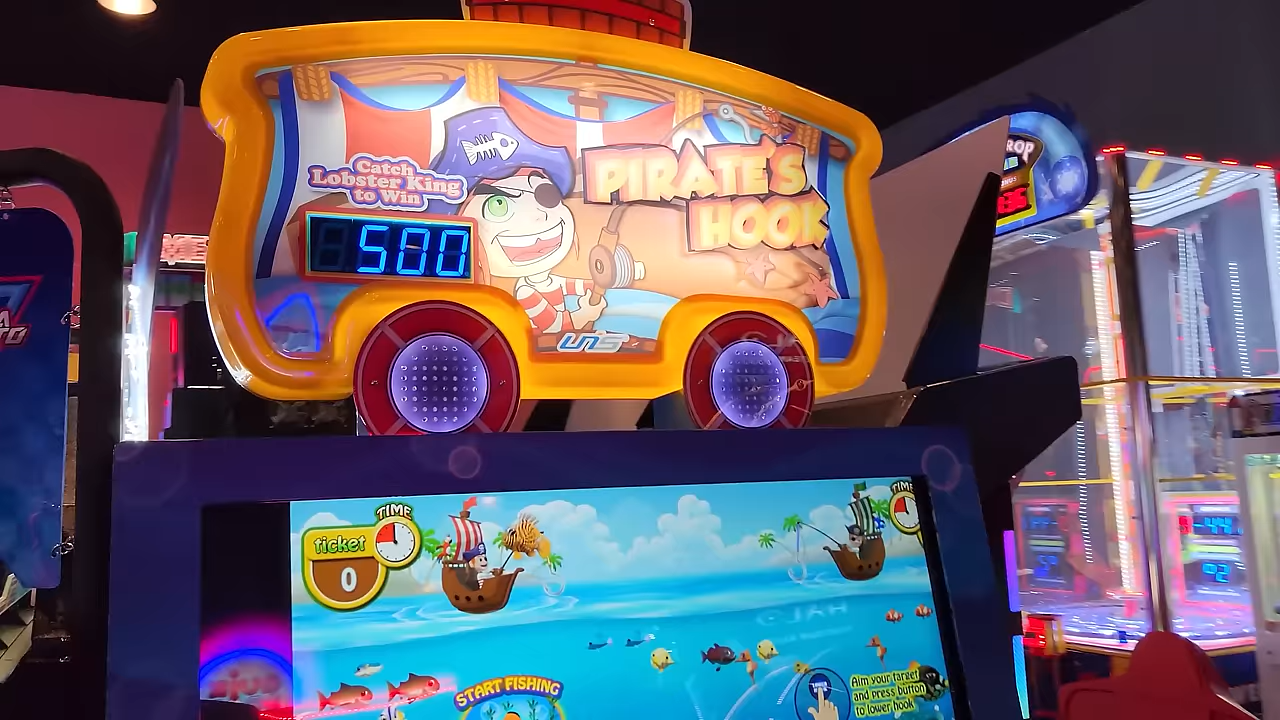 Catch
Lobster King
to Win
500
PIRATE'S
HOOK
UNIS
TIME
ticket
0
TIME
START FISHING
Aim your target
and press button
to lower hook